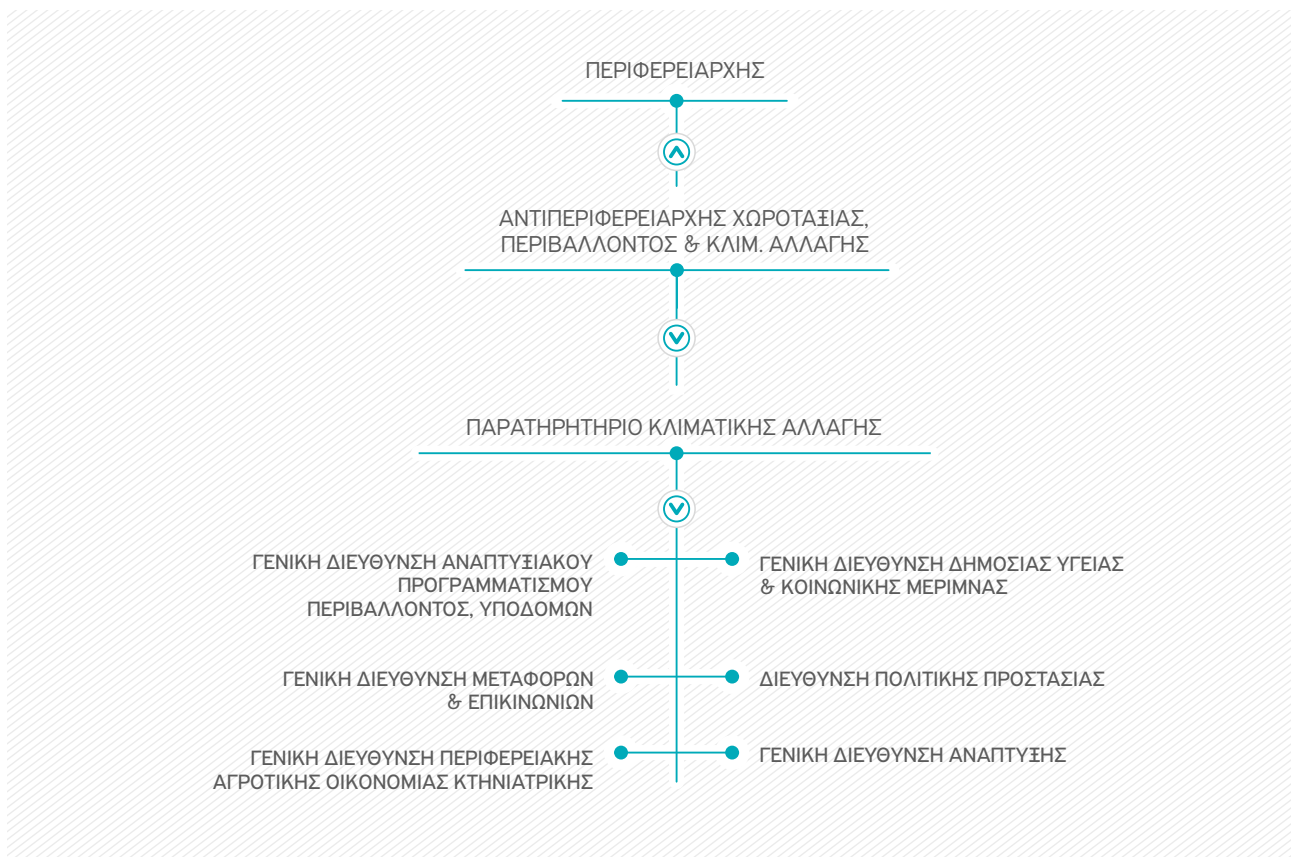 ΠΕΡΙΦΕΡΕΙΑΡΧΗΣ
ΑΝΤΙΠΕΡΙΦΕΡΕΙΑΡΧΗΣ ΧΩΡΟΤΑΞΙΑΣ,
ΠΕΡΙΒΑΛΛΟΝΤΟΣ & ΚΛΙΜ. ΑΛΛΑΓΗΣ
ΠΑΡΑΤΗΡΗΤΗΡΙΟ ΚΛΙΜΑΤΙΚΗΣ ΑΛΛΑΓΗΣ
ΓΕΝΙΚΗ ΔΙΕΥΘΥΝΣΗ ΑΝΑΠΤΥΞΙΑΚΟΥ
ΠΡΟΓΡΑΜΜΑΤΙΣΜΟΥ
ΠΕΡΙΒΑΛΛΟΝΤΟΣ, ΥΠΟΔΟΜΩΝ
ΓΕΝΙΚΗ ΔΙΕΥΘΥΝΣΗ ΔΗΜΟΣΙΑΣ ΥΓΕΙΑΣ
& ΚΟΙΝΩΝΙΚΗΣ ΜΕΡΙΜΝΑΣ
ΓΕΝΙΚΗ ΔΙΕΥΘΥΝΣΗ ΜΕΤΑΦΟΡΩΝ
& ΕΠΙΚΙΝΩΝΙΩΝ
ΔΙΕΥΘΥΝΣΗ ΠΟΛΙΤΙΚΗΣ ΠΡΟΣΤΑΣΙΑΣ
ΓΕΝΙΚΗ ΔΙΕΥΘΥΝΣΗ ΠΕΡΙΦΕΡΕΙΑΚΗΣ
ΑΓΡΟΤΙΚΗΣ ΟΙΚΟΝΟΜΙΑΣ ΚΤΗΝΙΑΤΡΙΚΗΣ
ΓΕΝΙΚΗ ΔΙΕΥΘΥΝΣΗ ΑΝΑΠΤΥΞΗΣ